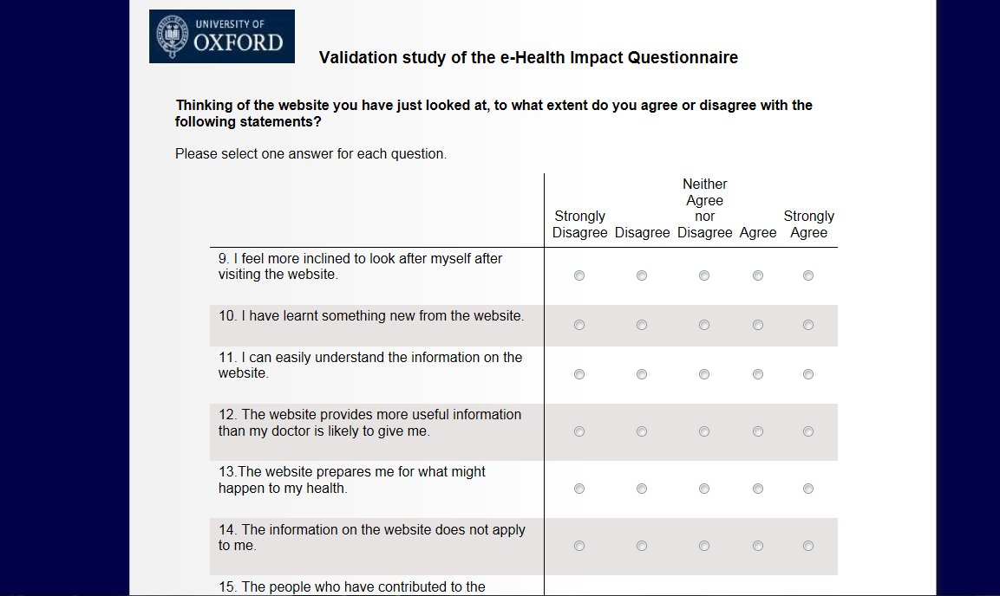 UNIVERSITY OF
OXFORD
Validation study of the e-Health Impact Questionnaire
Thinking of the website you have just looked at, to what extent do you agree or disagree with the
following statements?
Please select one answer for each question.
Neither
Agree
Strongly nor Strongly
Disagree Disagree Disagree Agree Agree
9. I feel more inclined to look after myself after
visiting the website.
10. I have learnt something new from the website.
11. I can easily understand the information on the
website.
12. The website provides more useful information
than my doctor is likely to give me.
13.The website prepares me for what might
happen to my health.
14. The information on the website does not apply
to me.
15. The people who have contributed to the